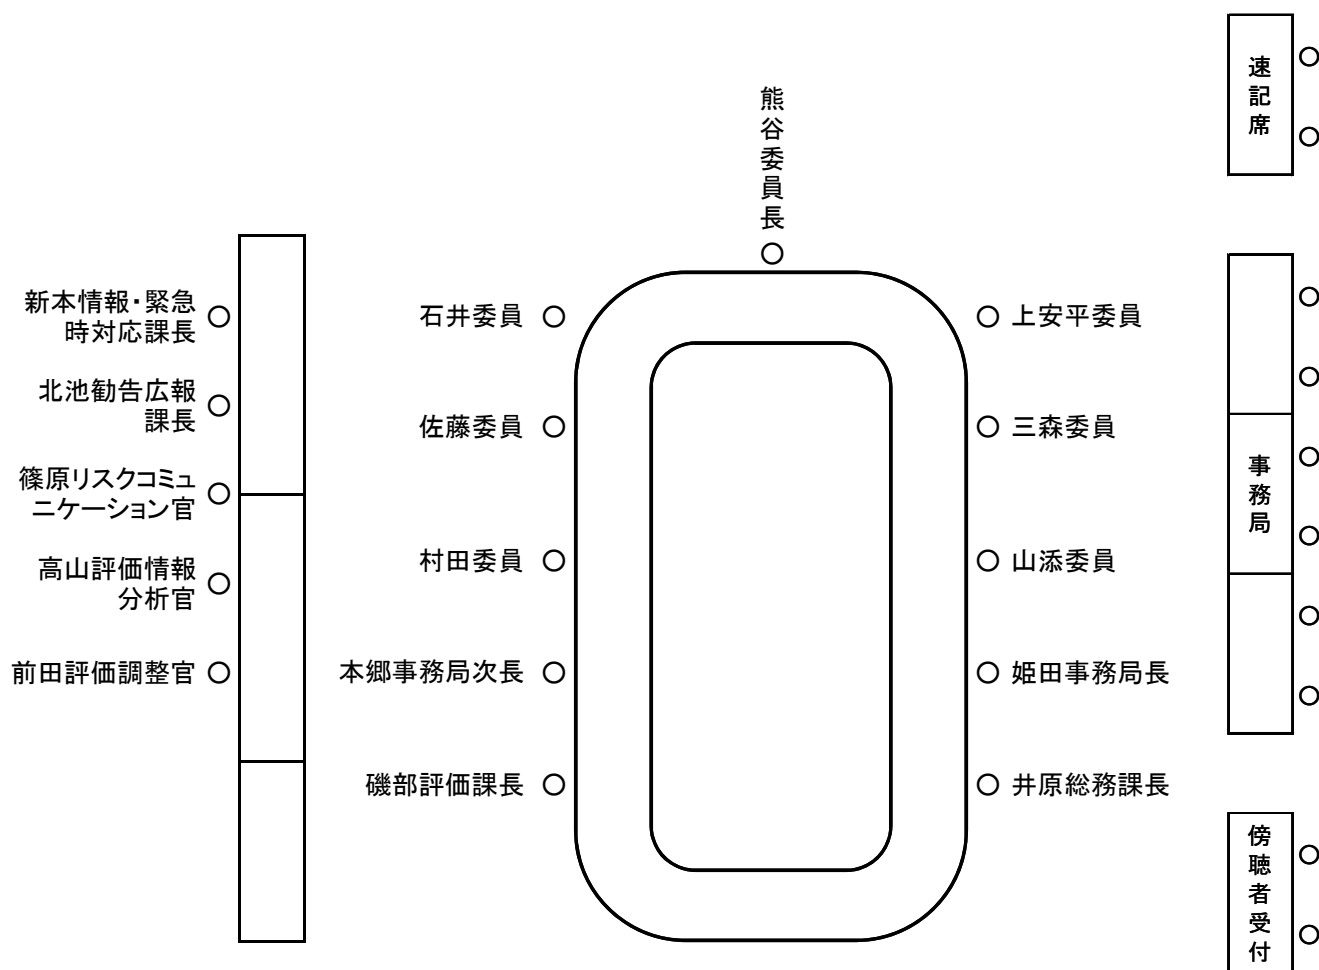 速記席
熊谷委員長
新本情報・緊急
時対応課長
石井委員
上安平委員
北池勧告広報
課長
佐藤委員
三森委員
篠原リスクコミュ
ニケーション官
事務局
高山評価情報
分析官
村田委員
山添委員
前田評価調整官
本郷事務局次長
姫田事務局長
磯部評価課長
井原総務課長
傍聴者受付